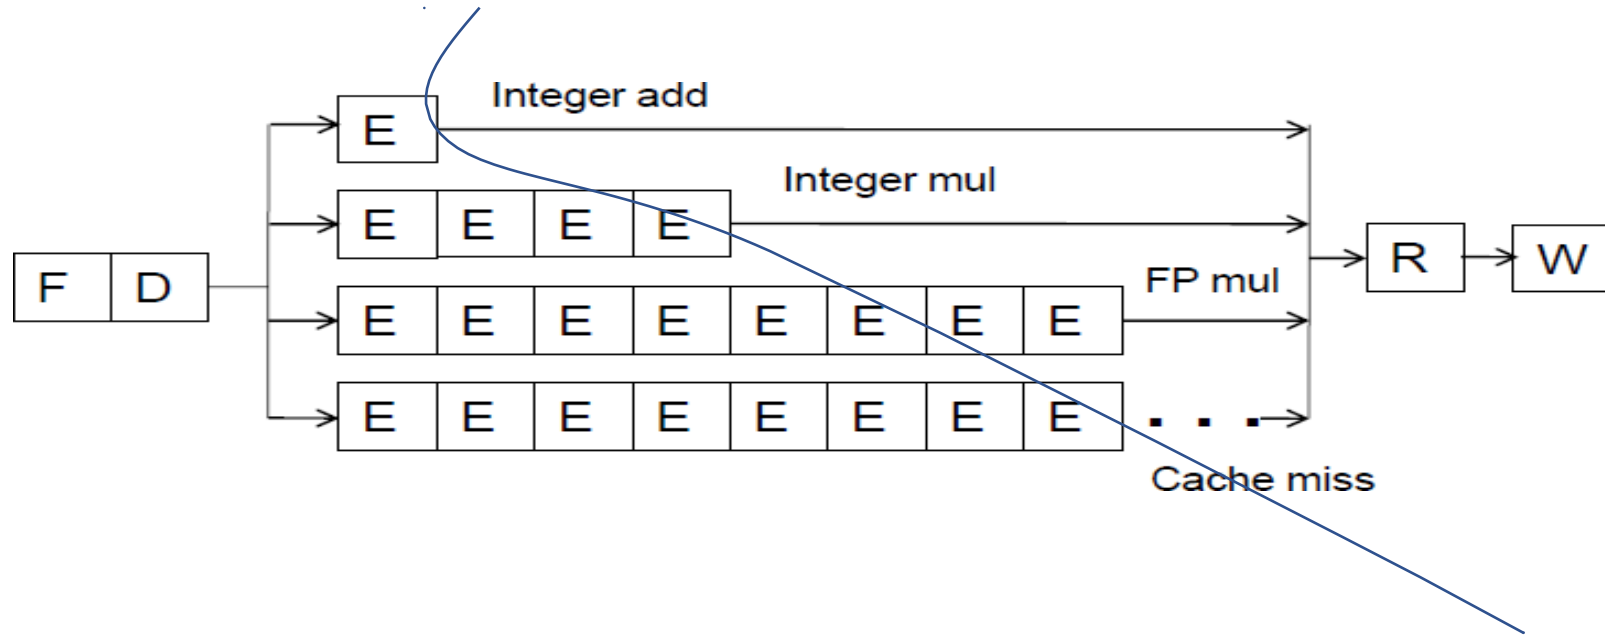 Integer add
E
Integer mul
E E E E
F D
FP mul
R W
E E E E E E E E
E E E E E E E E . . .
Cache miss